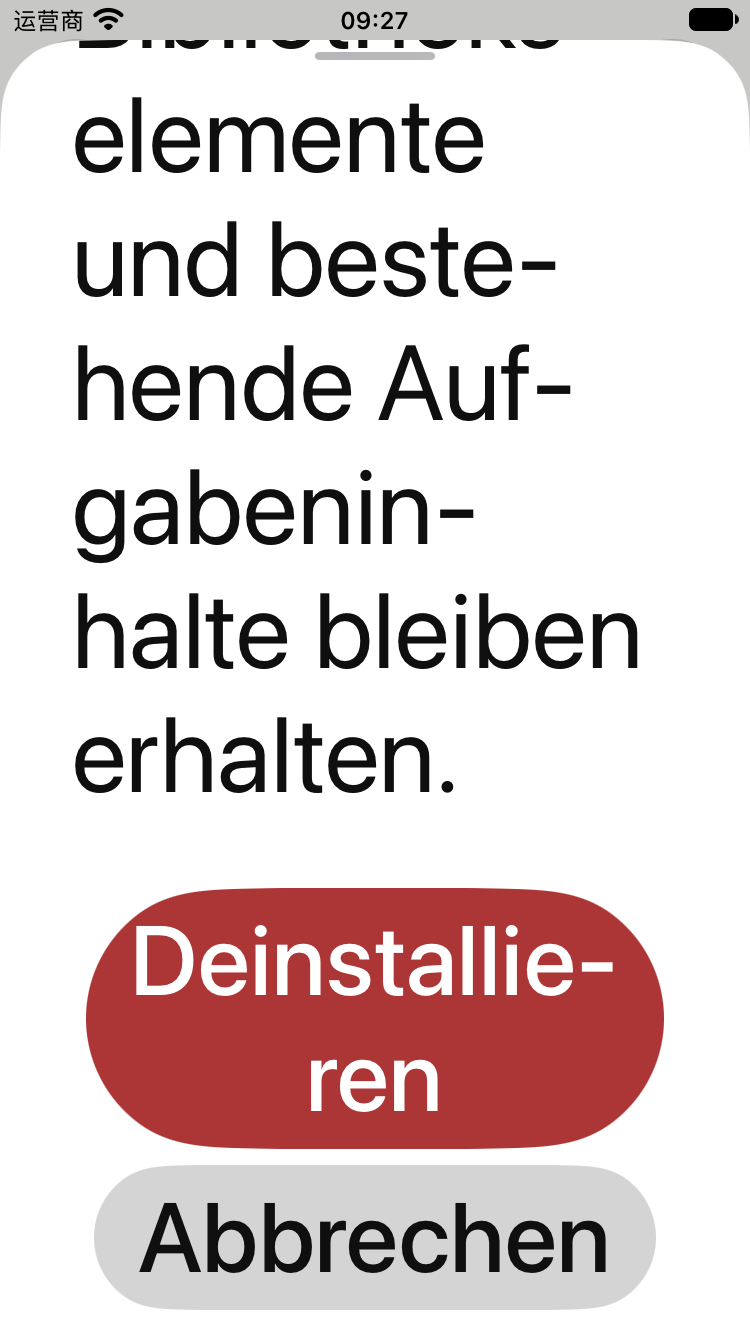 运营商
09:27
elemente
und beste-
hende Auf-
gabenin-
halte bleiben
erhalten.
Deinstallie-
ren
Abbrechen